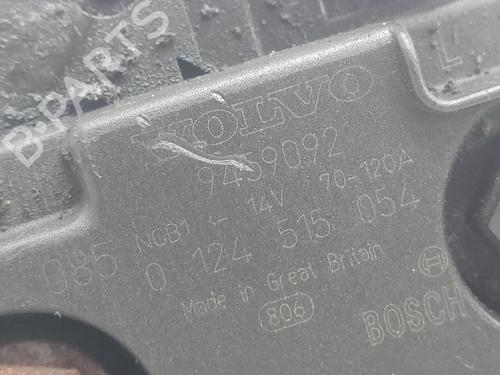 B-PARTS
L
VOLVO
9459092
NCB1 ← 14V 70-120A
085 0 124 515 054
Made in Great Britain
806
BOSCH